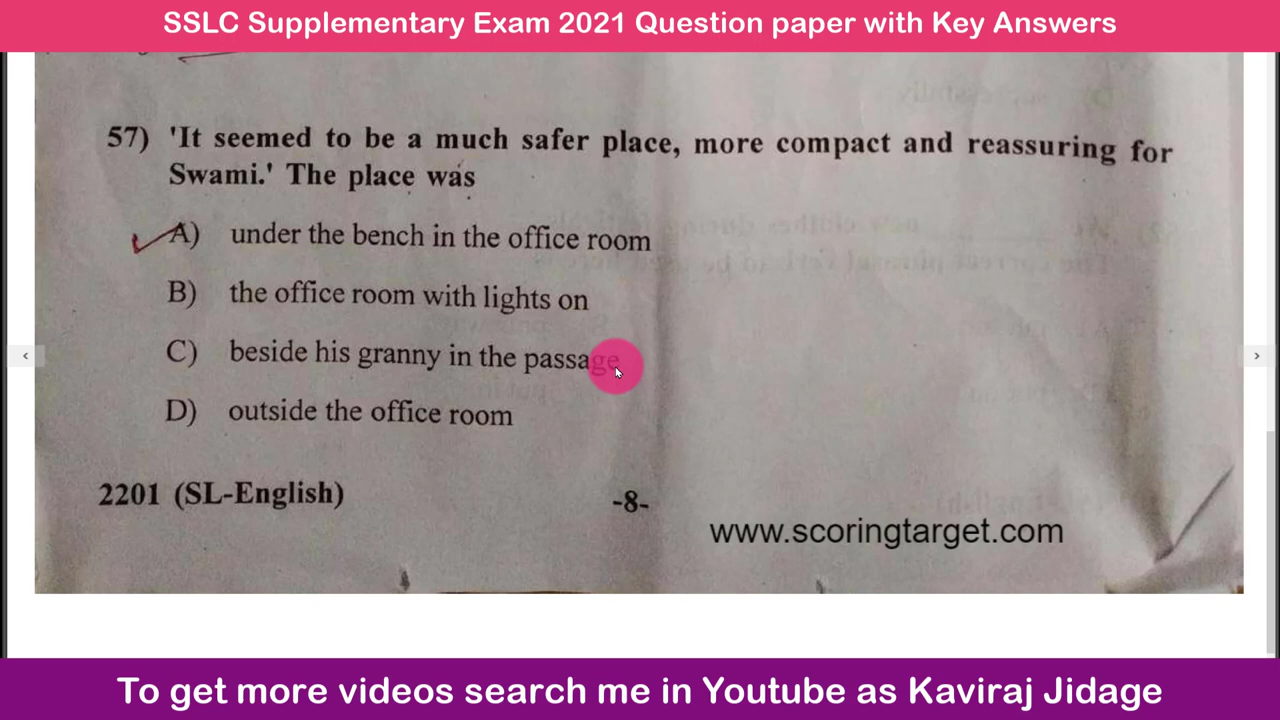 SSLC Supplementary Exam 2021 Question paper with Key Answers
57) 'It seemed to be a much safer place, more compact and reassuring for
Swami.' The place was
A) under the bench in the office room
B) the office room with lights on
C) beside his granny in the passage
D) outside the office room
2201 (SL-English) -8-
www.scoringtarget.com
To get more videos search me in Youtube as Kaviraj Jidage